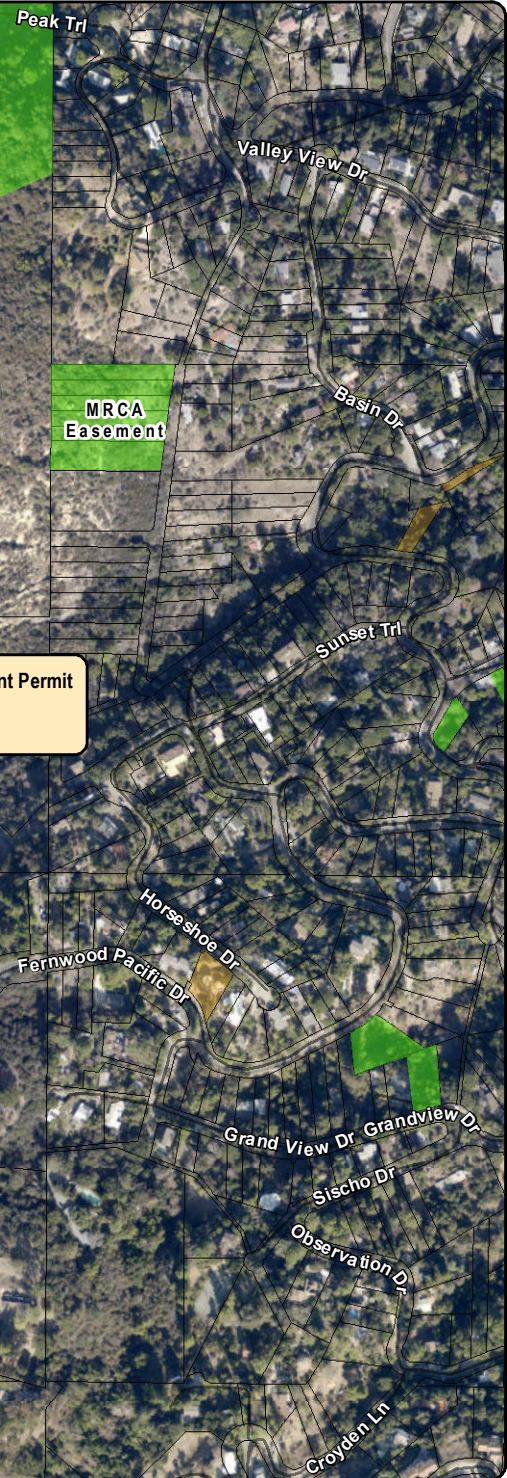 Peak Trl
Valley View Dr
MRCA
Easement
Basin Dr
Sunset Trl
nt Permit
Horseshoe Dr
Fernwood Pacific Dr
Grand View Dr
Grandview Dr
Sischo Dr
Observation Dr
Croyden Ln